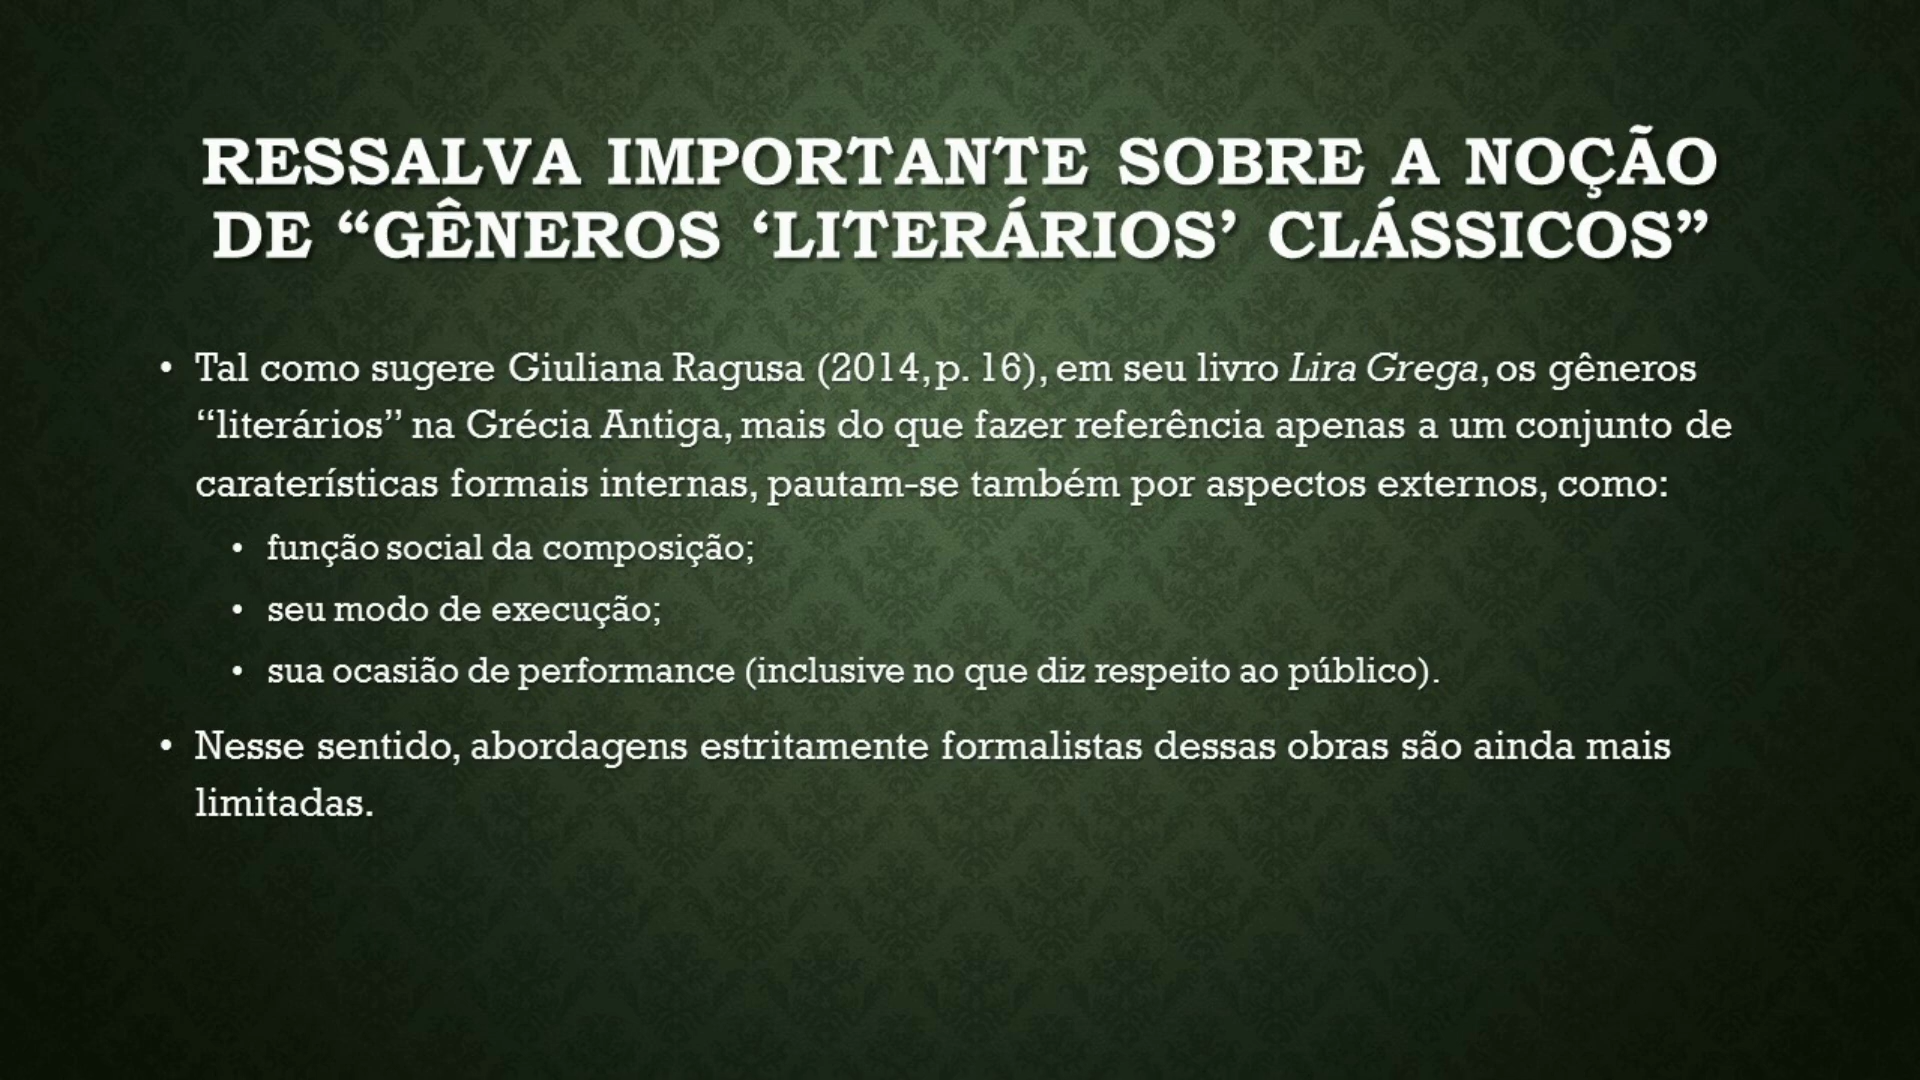 RESSALVA IMPORTANTE SOBRE A NOÇÃO
DE “GÊNEROS ‘LITERÁRIOS’ CLÁSSICOS”
• Tal como sugere Giuliana Ragusa (2014, p. 16), em seu livro Lira Grega, os gêneros
“literários” na Grécia Antiga, mais do que fazer referência apenas a um conjunto de
caraterísticas formais internas, pautam-se também por aspectos externos, como:
• função social da composição;
• seu modo de execução;
• sua ocasião de performance (inclusive no que diz respeito ao público).
• Nesse sentido, abordagens estritamente formalistas dessas obras são ainda mais
limitadas.